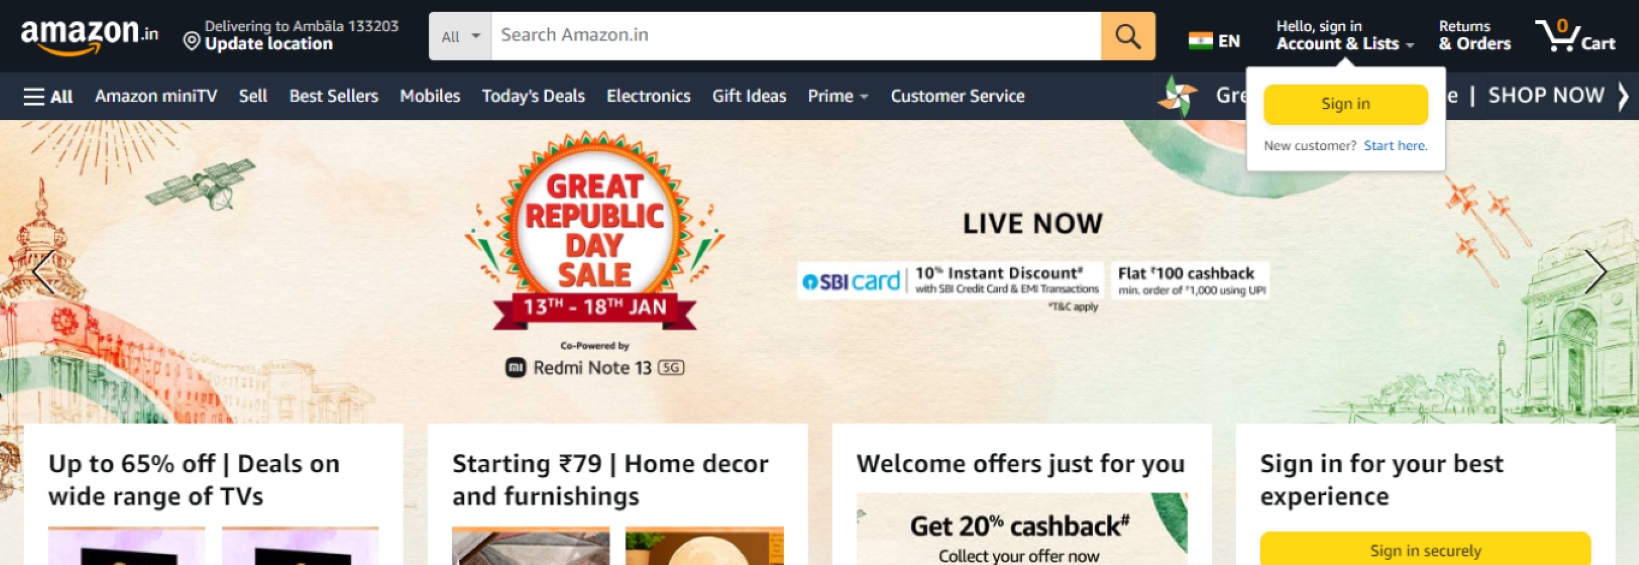 amazon.in
Delivering to Ambāla 133203
Update location
All
Search Amazon.in
EN
Hello, sign in
Account & Lists
Returns
& Orders
0
Cart
All
Amazon miniTV
Sell
Best Sellers
Mobiles
Today's Deals
Electronics
Gift Ideas
Prime
Customer Service
Gre
e | SHOP NOW
Sign in
New customer? Start here.
GREAT
REPUBLIC
DAY
SALE
13TH - 18TH JAN
Co-Powered by
mi Redmi Note 13 5G
LIVE NOW
SBI card
10% Instant Discount#
with SBI Credit Card & EMI Transactions
#T&C apply
Flat ₹100 cashback
min. order of ₹1,000 using UPI
Up to 65% off | Deals on
wide range of TVs
Starting ₹79 | Home decor
and furnishings
Welcome offers just for you
Get 20% cashback#
Collect your offer now
Sign in for your best
experience
Sign in securely